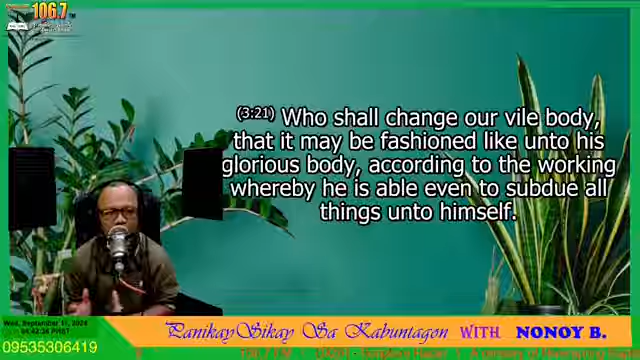 106.7
(3:21) Who shall change our vile body,
that it may be fashioned like unto his
glorious body, according to the working
whereby he is able even to subdue all
things unto himself.
Wed, September 11, 2024
PanikaySikay Sa Kabuntagon WITH NONOY B.
09535306419